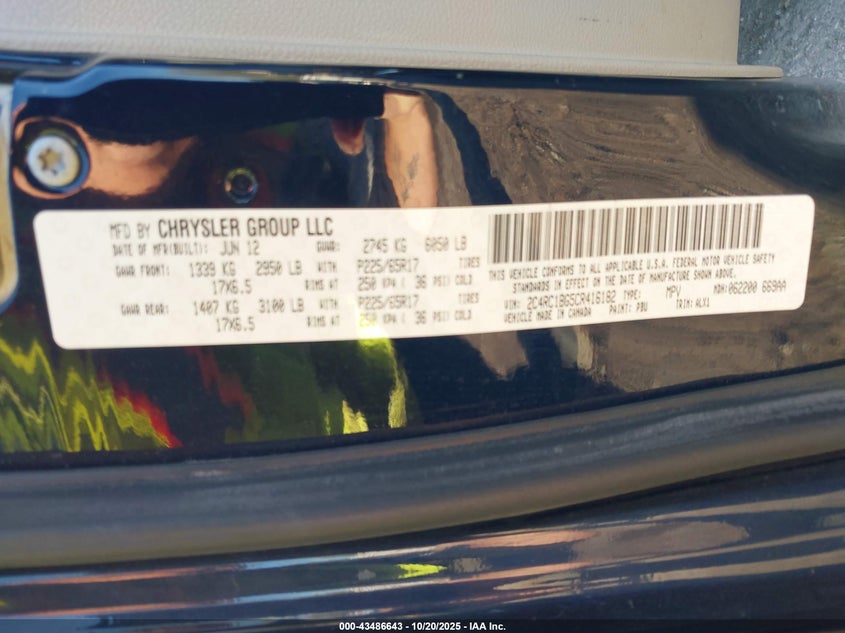 MFD BY CHRYSLER GROUP LLC
DATE OF MFR(BUILT): JUN 12 GVWR: 2745 KG 6050 LB
GAWR FRONT: 1339 KG 2950 LB WITH P225/65R17 TIRES
17X6.5 RIMS AT 250 KPA ( 36 PSI) COLD
GAWR REAR: 1407 KG 3100 LB WITH P225/65R17 TIRES
17X6.5 RIMS AT 250 KPA ( 36 PSI) COLD
THIS VEHICLE CONFORMS TO ALL APPLICABLE U.S.A. FEDERAL MOTOR VEHICLE SAFETY
STANDARDS IN EFFECT ON THE DATE OF MANUFACTURE SHOWN ABOVE.
VIN: 2C4RC1BG5CR416182 TYPE: MPV MDH: 062200 669AA
VEHICLE MADE IN CANADA PAINT: PBU TRIM: ALX1
000-43486643 - 10/20/2025 - IAA Inc.